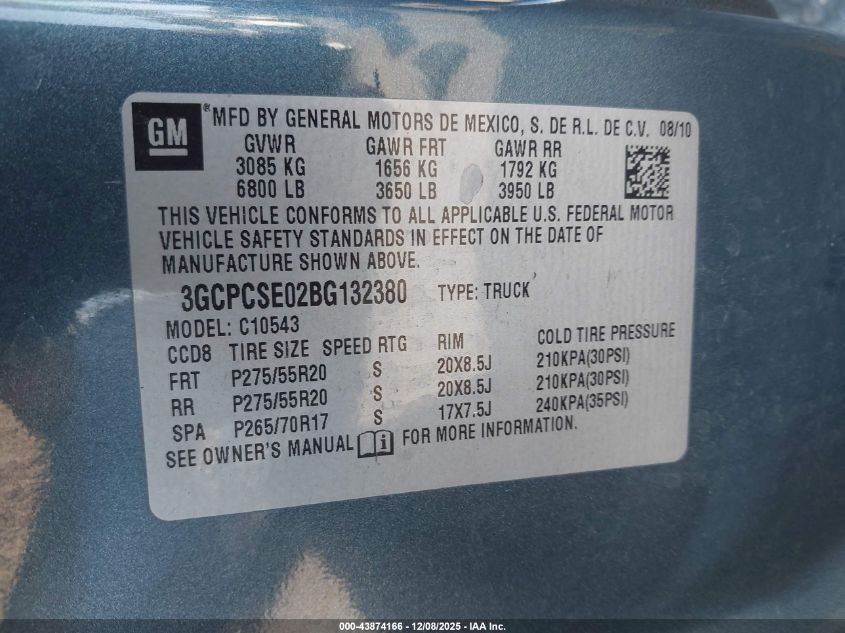 GM
®MFD BY GENERAL MOTORS DE MEXICO, S. DE R.L. DE C.V. 08/10
GVWR GAWR FRT GAWR RR
3085 KG 1656 KG 1792 KG
6800 LB 3650 LB 3950 LB
THIS VEHICLE CONFORMS TO ALL APPLICABLE U.S. FEDERAL MOTOR
VEHICLE SAFETY STANDARDS IN EFFECT ON THE DATE OF
MANUFACTURE SHOWN ABOVE.
3GCPCSE02BG132380 TYPE: TRUCK
MODEL: C10543
CCD8 TIRE SIZE SPEED RTG RIM COLD TIRE PRESSURE
FRT P275/55R20 S 20X8.5J 210KPA(30PSI)
RR P275/55R20 S 20X8.5J 210KPA(30PSI)
SPA P265/70R17 S 17X7.5J 240KPA(35PSI)
SEE OWNER'S MANUAL FOR MORE INFORMATION.
000-43874166 - 12/08/2025 - IAA Inc.